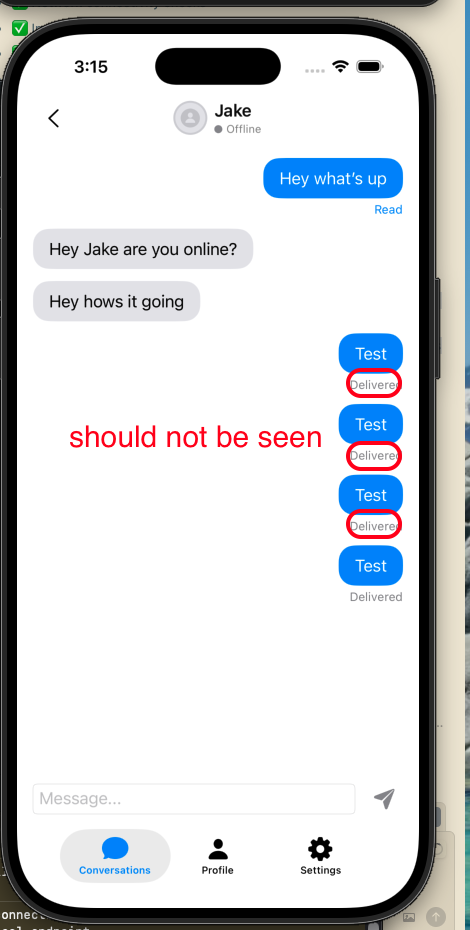 3:15
Jake
Offline
Hey what's up
Read
Hey Jake are you online?
Hey hows it going
Test
Delivered
Test
should not be seen
Delivered
Test
Delivered
Test
Delivered
Message...
Conversations
Profile
Settings